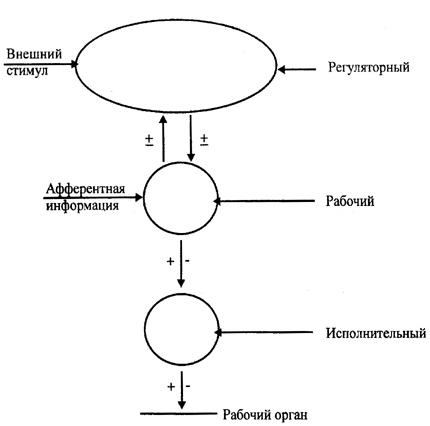 Внешний
стимул
Регуляторный
±
±
Афферентная
информация
Рабочий
+ -
Исполнительный
+ -
Рабочий орган